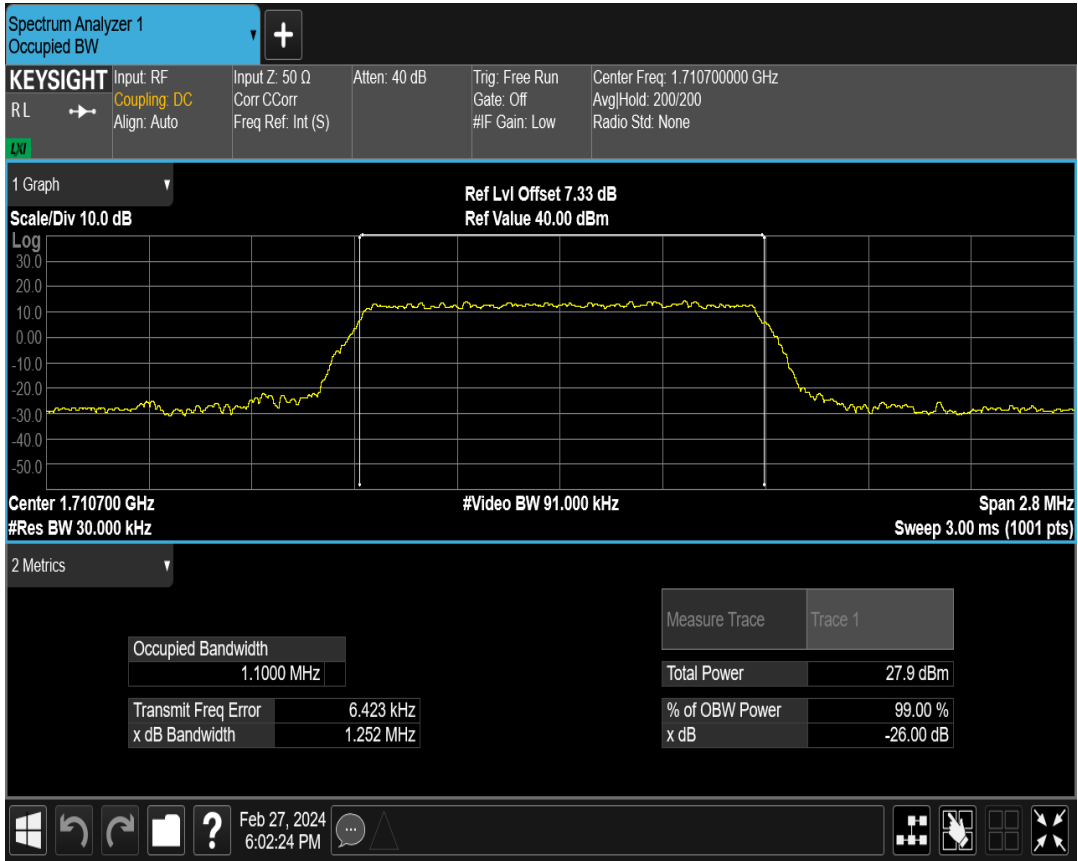 Spectrum Analyzer 1
Occupied BW
+
KEYSIGHT Input: RF Input Z: 50 Ω Atten: 40 dB Trig: Free Run Center Freq: 1.710700000 GHz
R L Coupling: DC Corr CCorr Gate: Off Avg|Hold: 200/200
Align: Auto Freq Ref: Int (S) #IF Gain: Low Radio Std: None
LXI
1 Graph
Ref Lvl Offset 7.33 dB
Scale/Div 10.0 dB Ref Value 40.00 dBm
Log
30.0
20.0
10.0
0.00
-10.0
-20.0
-30.0
-40.0
-50.0
Center 1.710700 GHz #Video BW 91.000 kHz Span 2.8 MHz
#Res BW 30.000 kHz Sweep 3.00 ms (1001 pts)
2 Metrics
Measure Trace Trace 1
Occupied Bandwidth
1.1000 MHz Total Power 27.9 dBm
Transmit Freq Error 6.423 kHz % of OBW Power 99.00 %
x dB Bandwidth 1.252 MHz x dB -26.00 dB
? Feb 27, 2024
6:02:24 PM